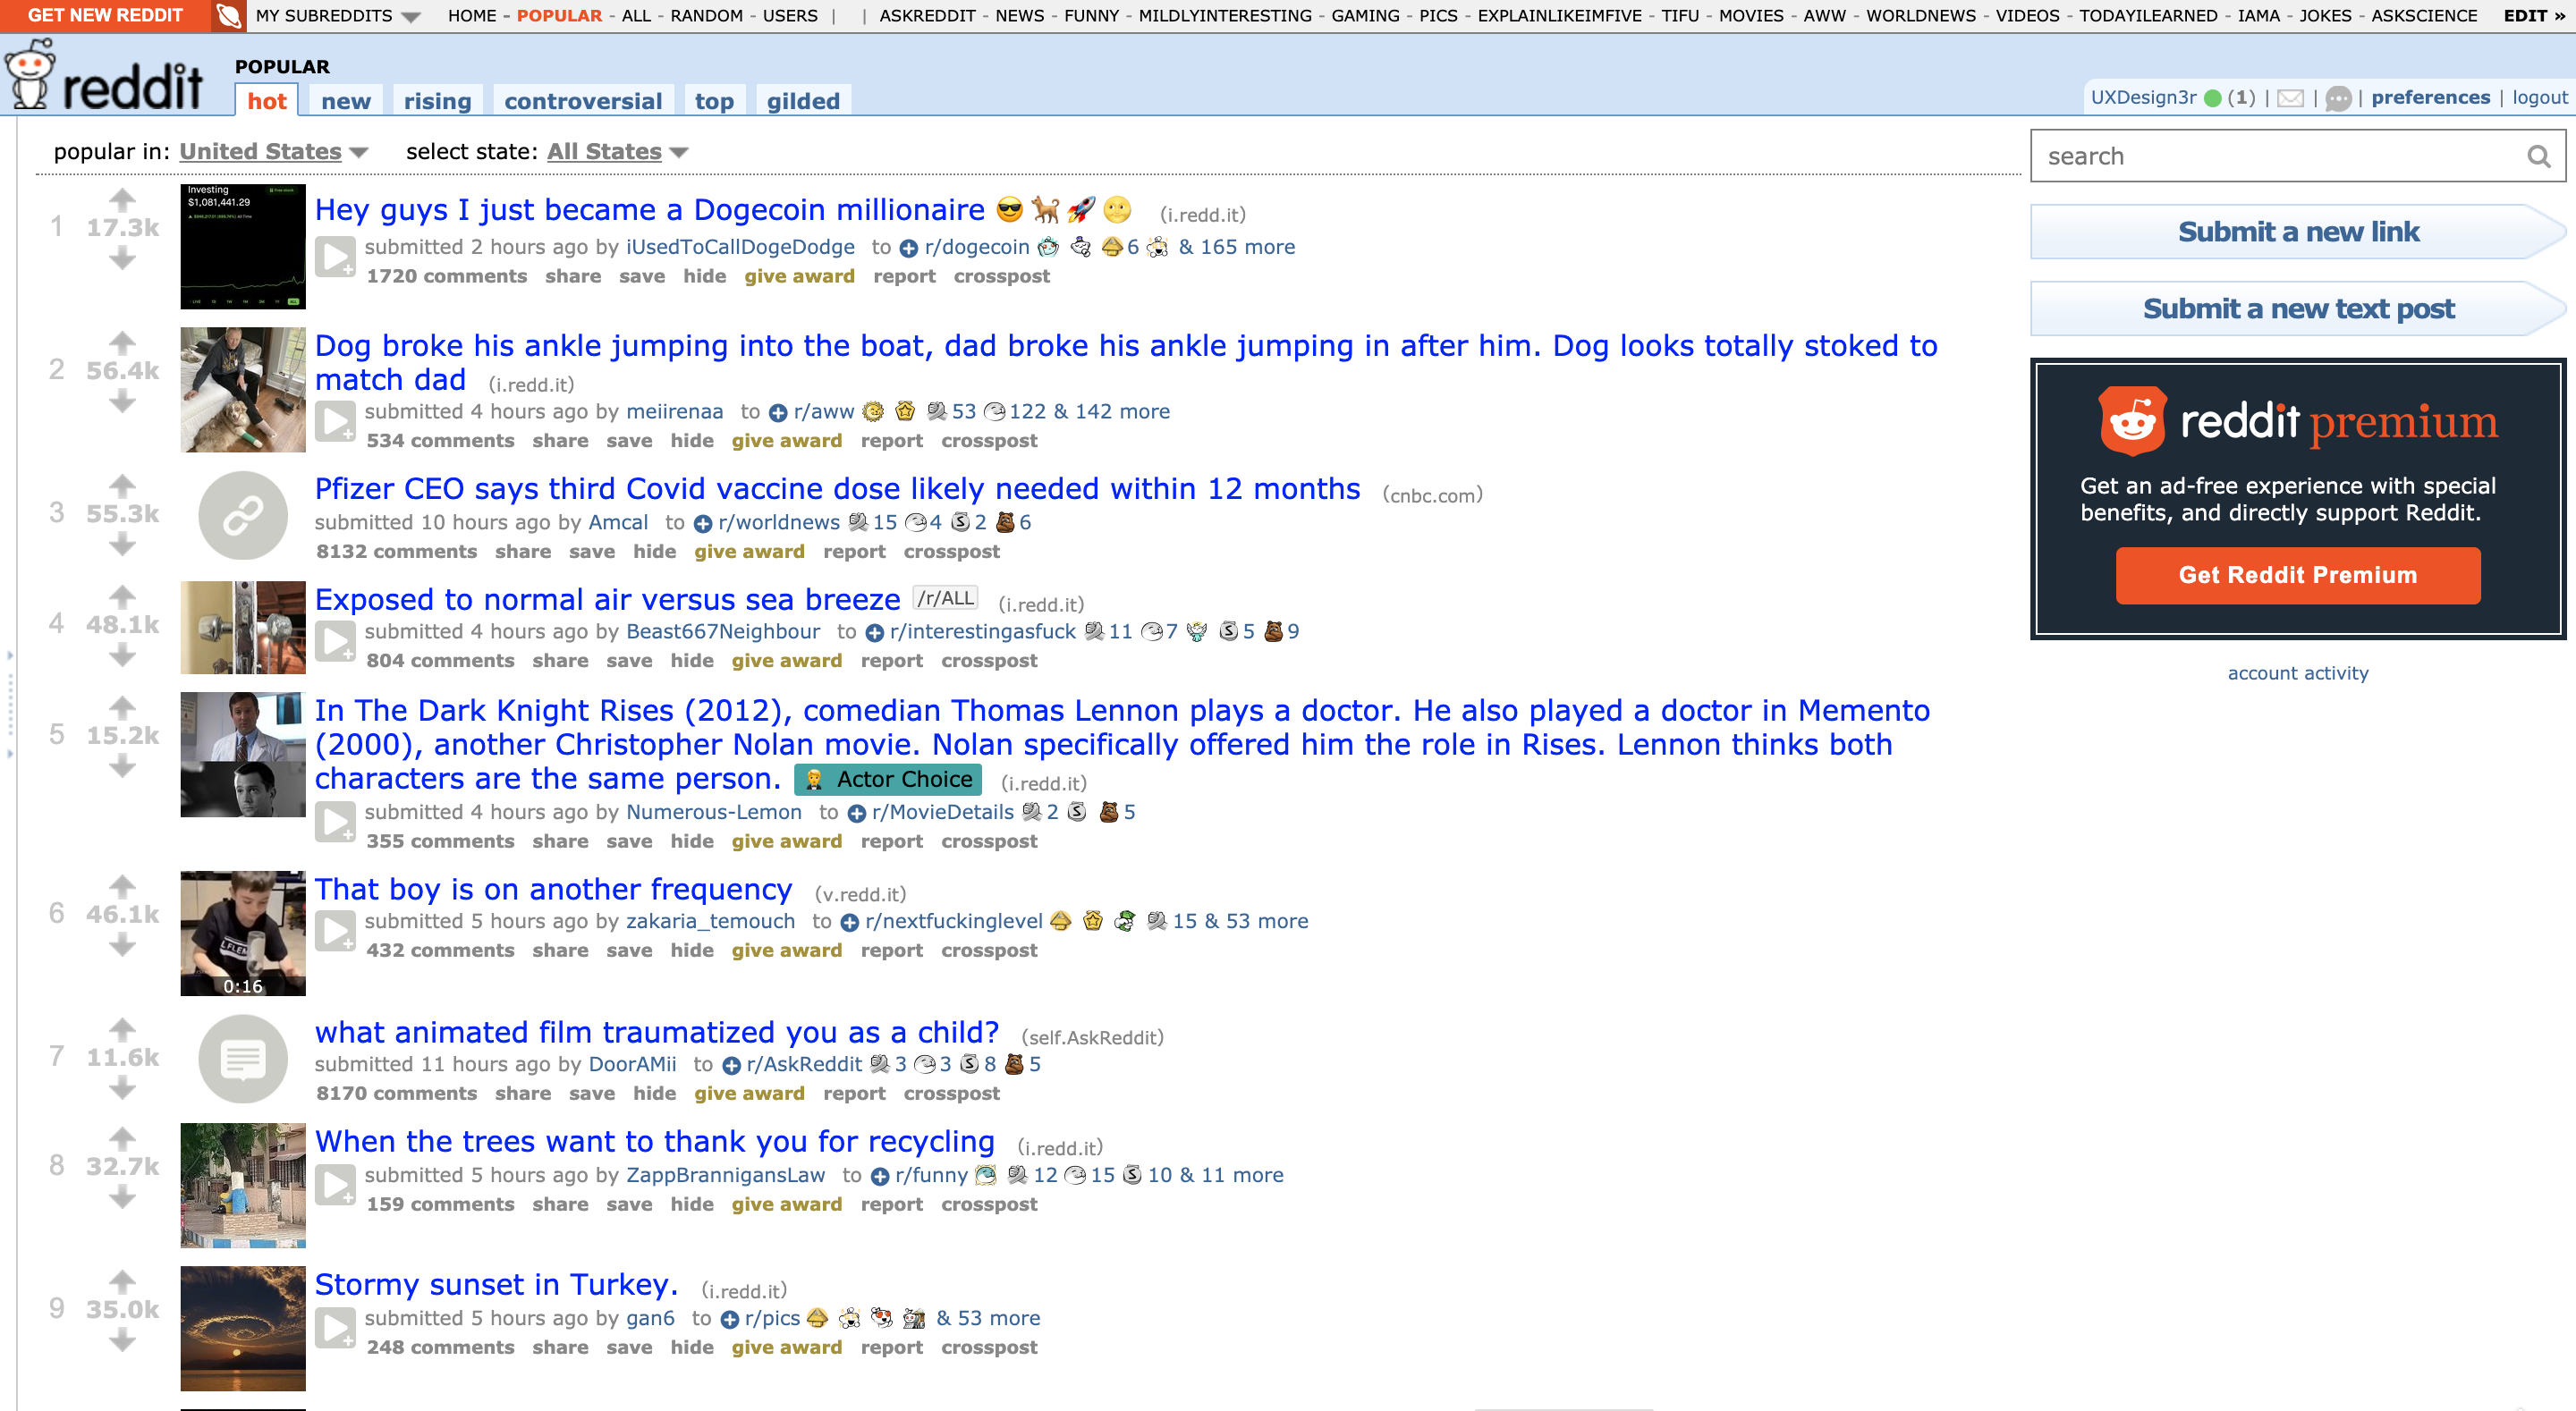 GET NEW REDDIT MY SUBREDDITS HOME - POPULAR - ALL - RANDOM - USERS | | ASKREDDIT - NEWS - FUNNY - MILDLYINTERESTING - GAMING - PICS - EXPLAINLIKEIMFIVE - TIFU - MOVIES - AWW - WORLDNEWS - VIDEOS - TODAYILEARNED - IAMA - JOKES - ASKSCIENCE EDIT »
reddit POPULAR
hot new rising controversial top gilded
UXDesign3r (1) | | | preferences | logout
popular in: United States select state: All States
search
Submit a new link
Submit a new text post
reddit premium
Get an ad-free experience with special
benefits, and directly support Reddit.
Get Reddit Premium
account activity
1 17.3k
Investing
$1,081,441.29
Hey guys I just became a Dogecoin millionaire 😎🐕🚀🌝 (i.redd.it)
submitted 2 hours ago by iUsedToCallDogeDodge to r/dogecoin 6 & 165 more
1720 comments share save hide give award report crosspost
2 56.4k
Dog broke his ankle jumping into the boat, dad broke his ankle jumping in after him. Dog looks totally stoked to
match dad (i.redd.it)
submitted 4 hours ago by meiirenaa to r/aww 53 122 & 142 more
534 comments share save hide give award report crosspost
3 55.3k
Pfizer CEO says third Covid vaccine dose likely needed within 12 months (cnbc.com)
submitted 10 hours ago by Amcal to r/worldnews 15 4 2 6
8132 comments share save hide give award report crosspost
4 48.1k
Exposed to normal air versus sea breeze /r/ALL (i.redd.it)
submitted 4 hours ago by Beast667Neighbour to r/interestingasfuck 11 7 5 9
804 comments share save hide give award report crosspost
5 15.2k
In The Dark Knight Rises (2012), comedian Thomas Lennon plays a doctor. He also played a doctor in Memento
(2000), another Christopher Nolan movie. Nolan specifically offered him the role in Rises. Lennon thinks both
characters are the same person. Actor Choice (i.redd.it)
submitted 4 hours ago by Numerous-Lemon to r/MovieDetails 2 5
355 comments share save hide give award report crosspost
6 46.1k
0:16
That boy is on another frequency (v.redd.it)
submitted 5 hours ago by zakaria_temouch to r/nextfuckinglevel 15 & 53 more
432 comments share save hide give award report crosspost
7 11.6k
what animated film traumatized you as a child? (self.AskReddit)
submitted 11 hours ago by DoorAMii to r/AskReddit 3 3 8 5
8170 comments share save hide give award report crosspost
8 32.7k
When the trees want to thank you for recycling (i.redd.it)
submitted 5 hours ago by ZappBrannigansLaw to r/funny 12 15 10 & 11 more
159 comments share save hide give award report crosspost
9 35.0k
Stormy sunset in Turkey. (i.redd.it)
submitted 5 hours ago by gan6 to r/pics & 53 more
248 comments share save hide give award report crosspost